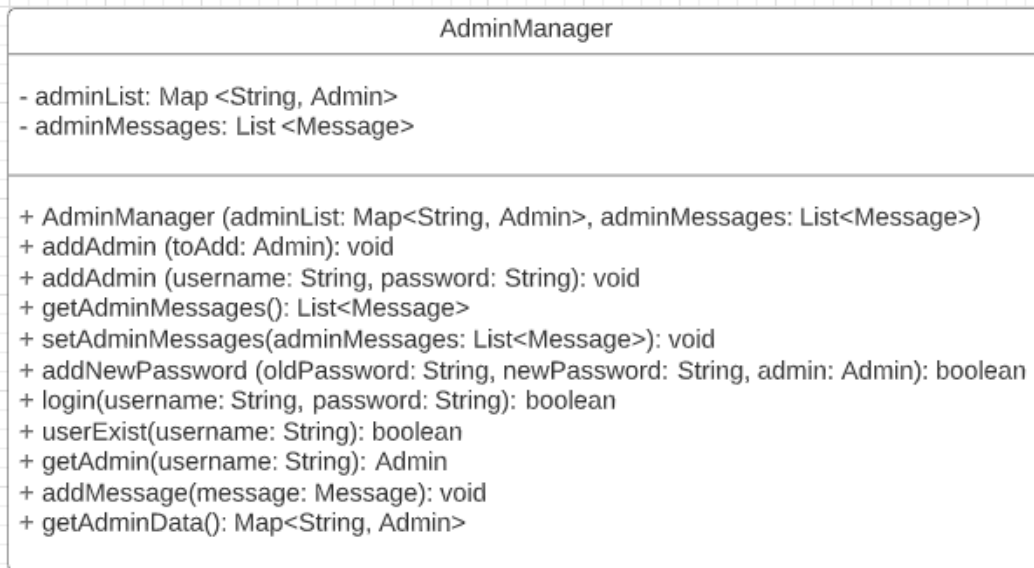 AdminManager
- adminList: Map <String, Admin>
- adminMessages: List <Message>
+ AdminManager (adminList: Map<String, Admin>, adminMessages: List<Message>)
+ addAdmin (toAdd: Admin): void
+ addAdmin (username: String, password: String): void
+ getAdminMessages(): List<Message>
+ setAdminMessages(adminMessages: List<Message>): void
+ addNewPassword (oldPassword: String, newPassword: String, admin: Admin): boolean
+ login(username: String, password: String): boolean
+ userExist(username: String): boolean
+ getAdmin(username: String): Admin
+ addMessage(message: Message): void
+ getAdminData(): Map<String, Admin>